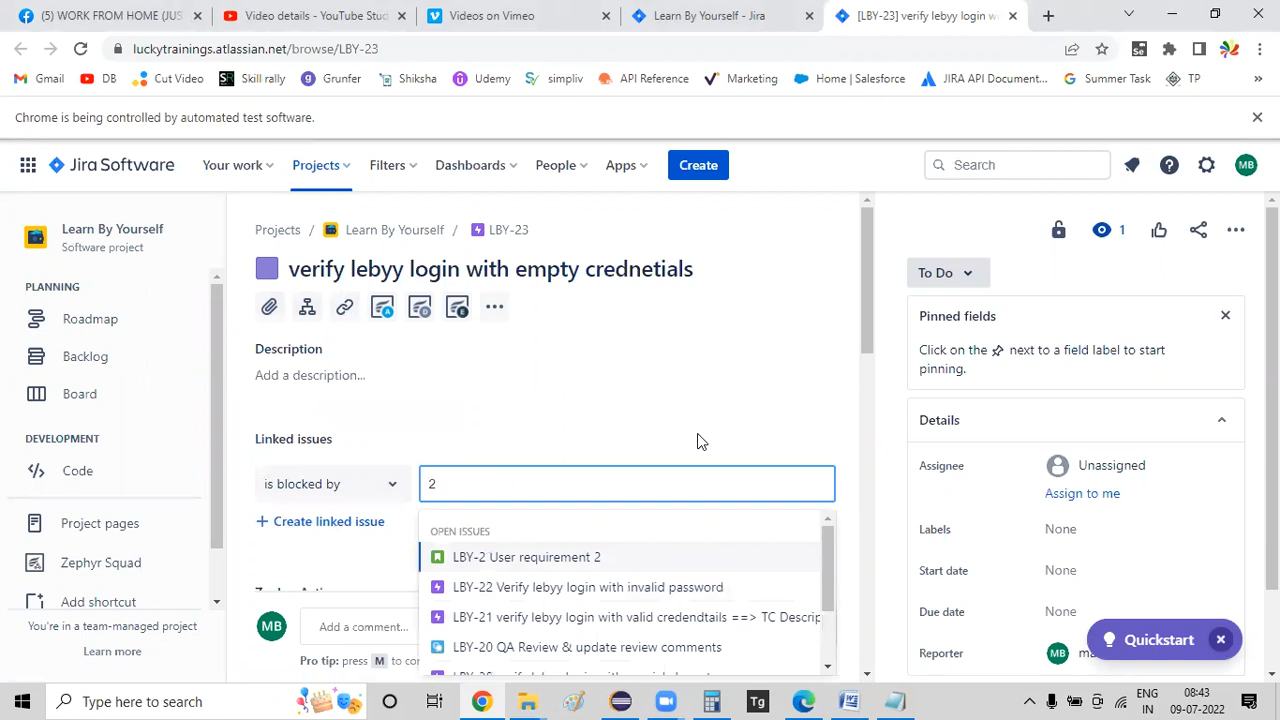 (5) WORK FROM HOME (JUS
Video details - YouTube Stud
Videos on Vimeo
Learn By Yourself - Jira
[LBY-23] verify lebyy login w
luckytrainings.atlassian.net/browse/LBY-23
Gmail
DB
Cut Video
Skill rally
Grunfer
Shiksha
Udemy
simpliv
API Reference
Marketing
Home | Salesforce
JIRA API Document...
Summer Task
TP
»
Chrome is being controlled by automated test software.
Jira Software
Your work
Projects
Filters
Dashboards
People
Apps
Create
Search
MB
Learn By Yourself
Software project
PLANNING
Roadmap
Backlog
Board
DEVELOPMENT
Code
Project pages
Zephyr Squad
Add shortcut
You're in a team-managed project
Learn more
Projects / Learn By Yourself / LBY-23
verify lebyy login with empty crednetials
Description
Add a description...
Linked issues
is blocked by
2
+ Create linked issue
OPEN ISSUES
LBY-2 User requirement 2
LBY-22 Verify lebyy login with invalid password
LBY-21 verify lebyy login with valid credendtails ==> TC Descrip
LBY-20 QA Review & update review comments
MB
Add a comment...
Pro tip: press M to co
1
To Do
Pinned fields
Click on the next to a field label to start
pinning.
Details
Assignee
Unassigned
Assign to me
Labels
None
Start date
None
Due date
None
Reporter
MB
Quickstart
Type here to search
Tg
ENG
IN
08:43
09-07-2022